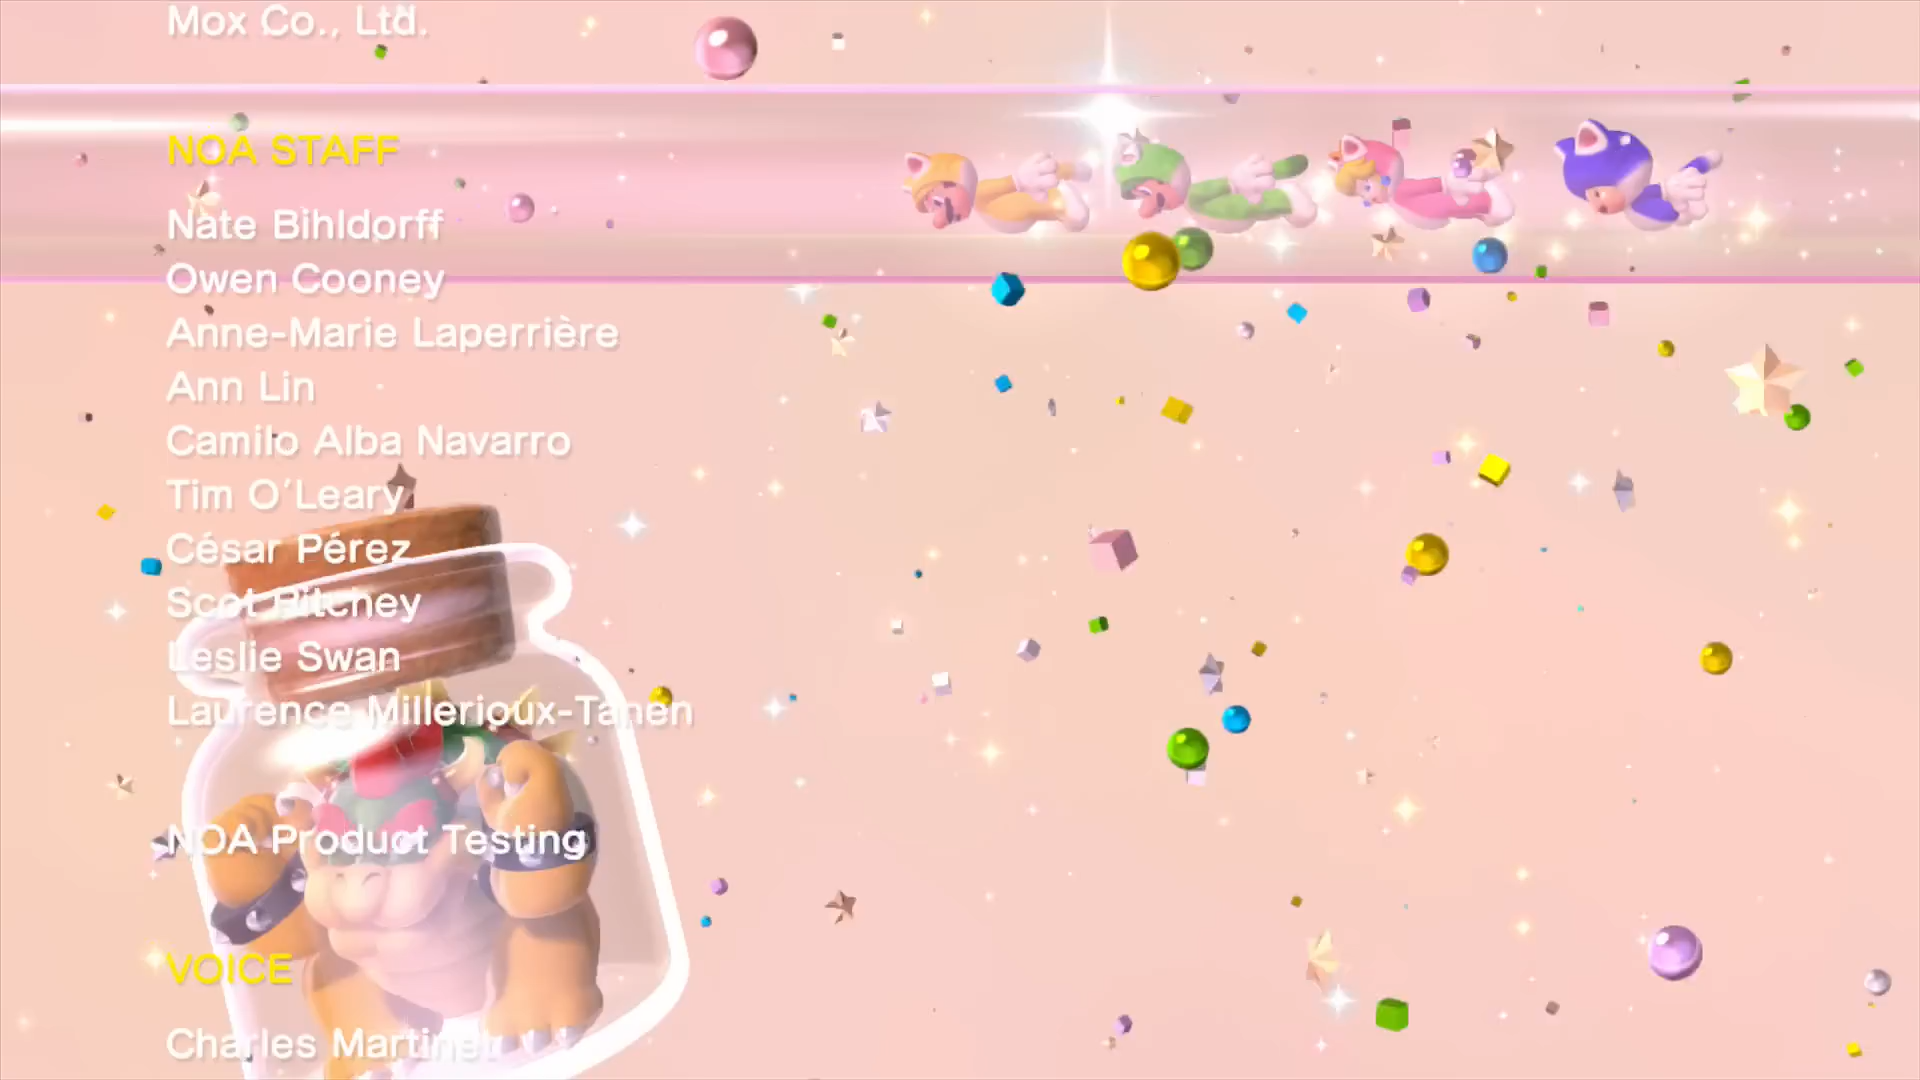 Mox Co., Ltd.
NOA STAFF
Nate Bihldorff
Owen Cooney
Anne-Marie Laperrière
Ann Lin
Camilo Alba Navarro
Tim O´Leary
César Pérez
Scot Ritchey
Leslie Swan
Laurence Millerioux-Tanen
NOA Product Testing
VOICE
Charles Martinet